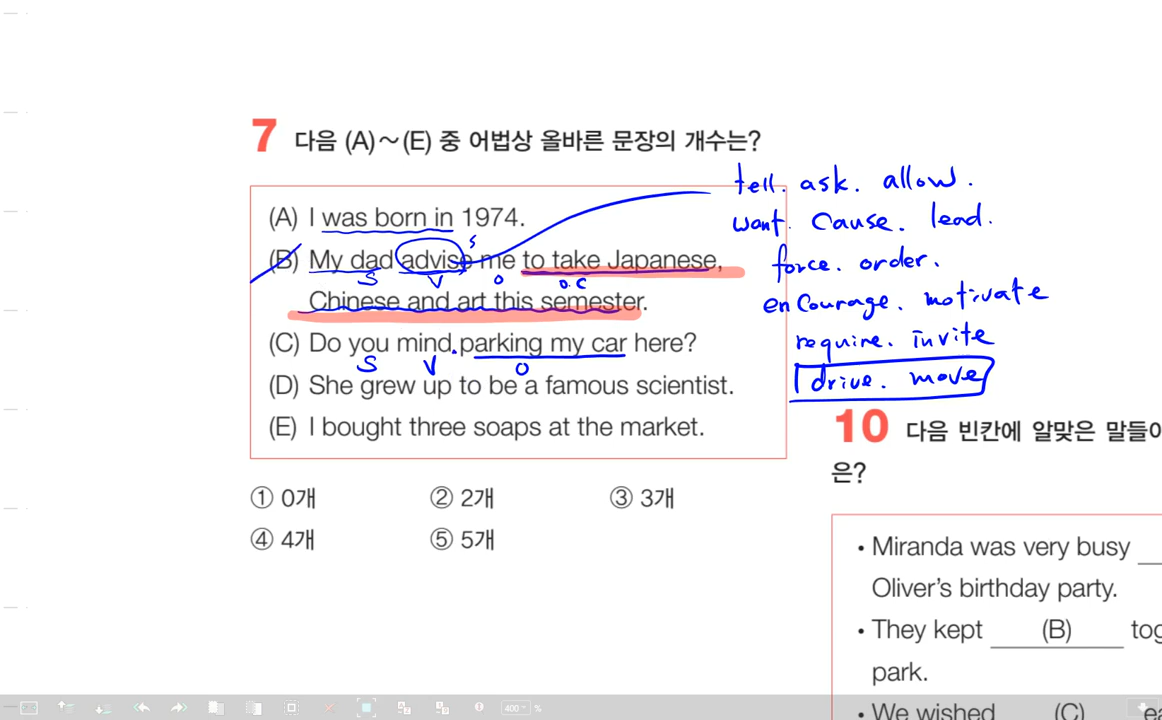 7 다음 (A)~(E) 중 어법상 올바른 문장의 개수는?
(A) I was born in 1974.
(B) My dad advise me to take Japanese,
s
S V O O.C
Chinese and art this semester.
(C) Do you mind parking my car here?
S V O
(D) She grew up to be a famous scientist.
(E) I bought three soaps at the market.
① 0개 ② 2개 ③ 3개
④ 4개 ⑤ 5개
tell. ask. allow.
want. cause. lead.
force. order.
encourage. motivate
require. invite
drive. move
10 다음 빈칸에 알맞은 말들이
은?
• Miranda was very busy
Oliver's birthday party.
• They kept (B) tog
park.
• We wished (C) ea
400 %